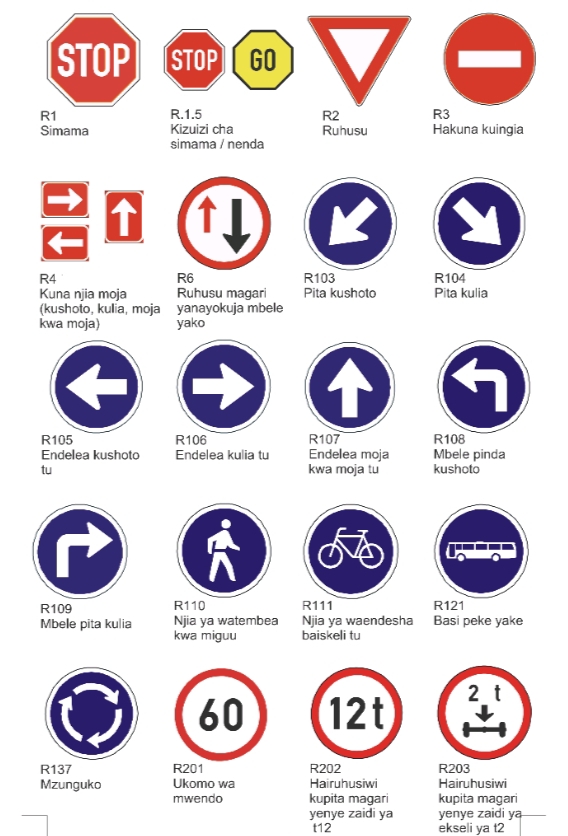 STOP
STOP
GO
R1
Simama
R.1.5
Kizuizi cha
simama / nenda
R2
Ruhusu
R3
Hakuna kuingia
R4
Kuna njia moja
(kushoto, kulia, moja
kwa moja)
R6
Ruhusu magari
yanayokuja mbele
yako
R103
Pita kushoto
R104
Pita kulia
R105
Endelea kushoto
tu
R106
Endelea kulia tu
R107
Endelea moja
kwa moja tu
R108
Mbele pinda
kushoto
R109
Mbele pita kulia
R110
Njia ya watembea
kwa miguu
R111
Njia ya waendesha
baiskeli tu
R121
Basi peke yake
R137
Mzunguko
60
R201
Ukomo wa
mwendo
12t
R202
Hairuhusiwi
kupita magari
yenye zaidi ya
t12
2 t
R203
Hairuhusiwi
kupita magari
yenye zaidi ya
ekseli ya t2